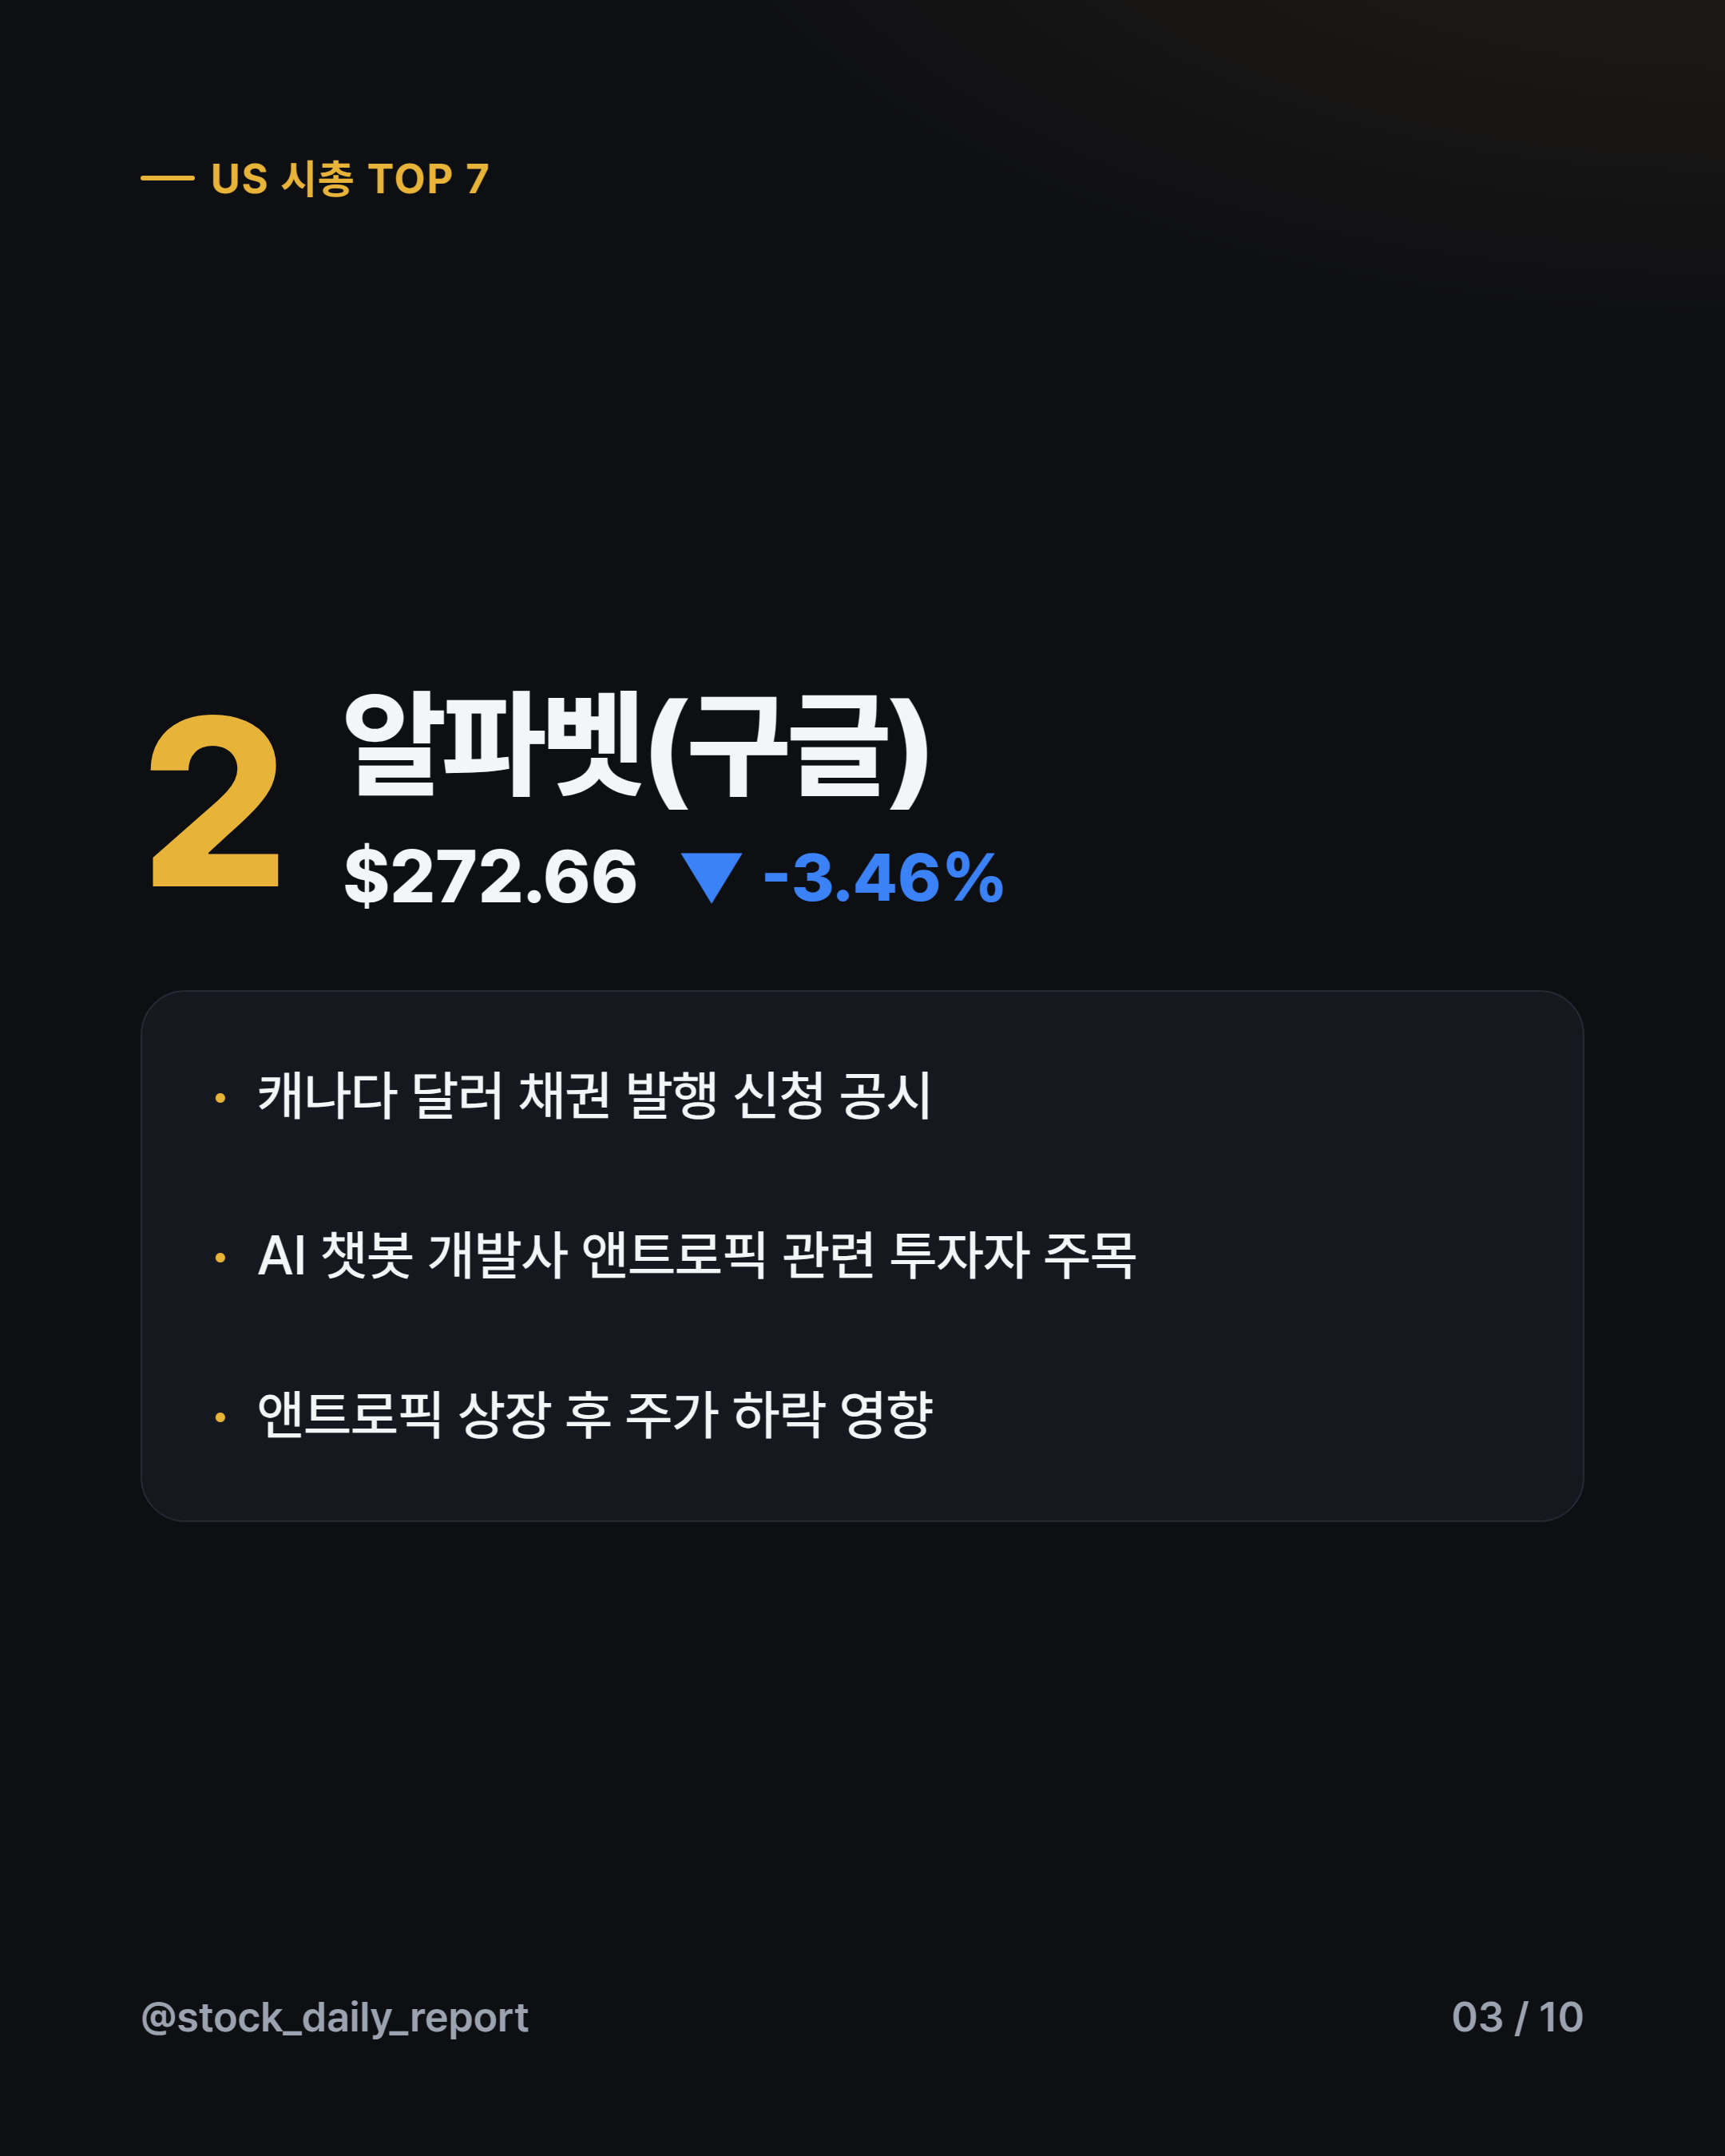 US 시총 TOP 7
2
알파벳(구글)
$272.66 ▼ -3.46%
• 캐나다 달러 채권 발행 신청 공시
• AI 챗봇 개발사 앤트로픽 관련 투자자 주목
• 앤트로픽 상장 후 주가 하락 영향
@stock_daily_report
03 / 10